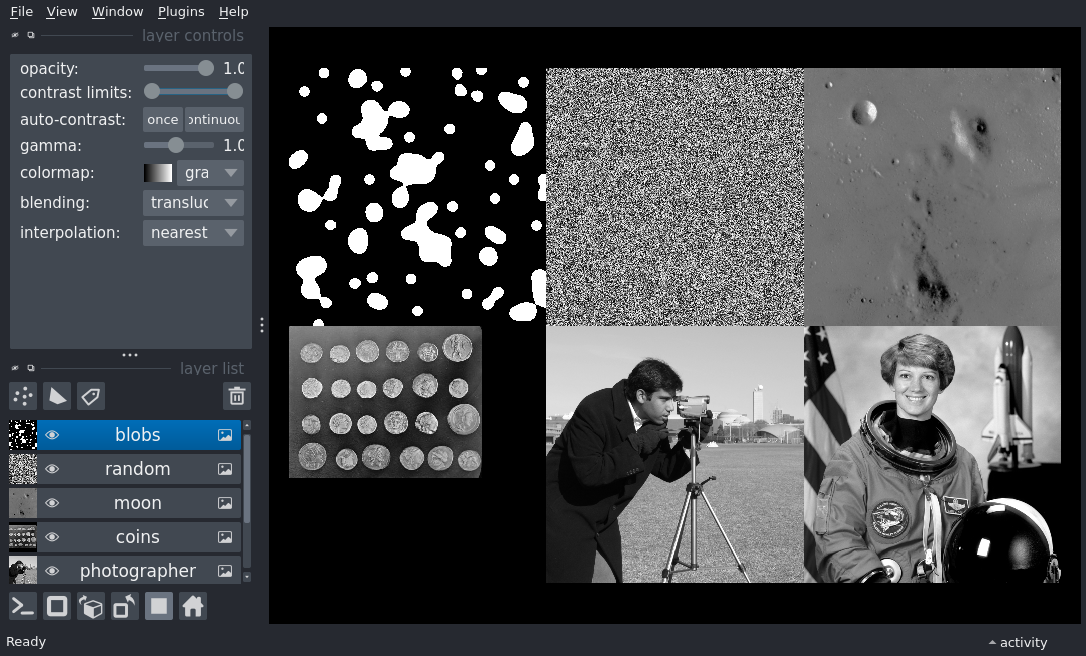 File View Window Plugins Help
layer controls
opacity: 1.0
contrast limits:
auto-contrast: once ontinuou
gamma: 1.0
colormap: gra
blending: transluc
interpolation: nearest
layer list
blobs
random
moon
coins
photographer
Ready
activity